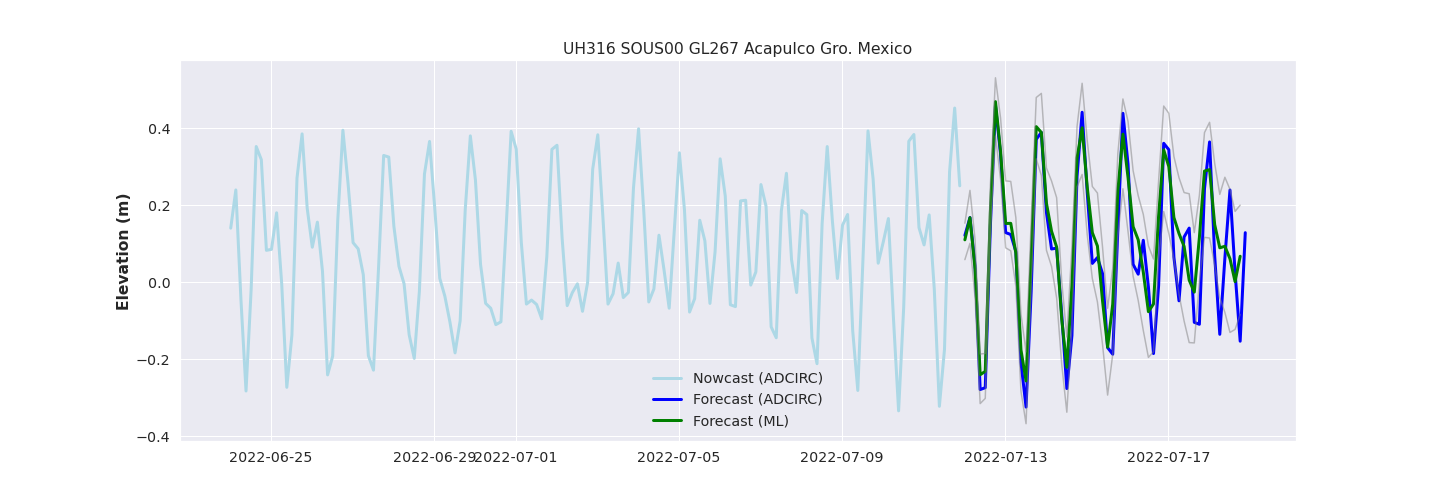 UH316 SOUS00 GL267 Acapulco Gro. Mexico
Elevation (m)
0.4
0.2
0.0
−0.2
−0.4
Nowcast (ADCIRC)
Forecast (ADCIRC)
Forecast (ML)
2022-06-25 2022-06-29 2022-07-01 2022-07-05 2022-07-09 2022-07-13 2022-07-17